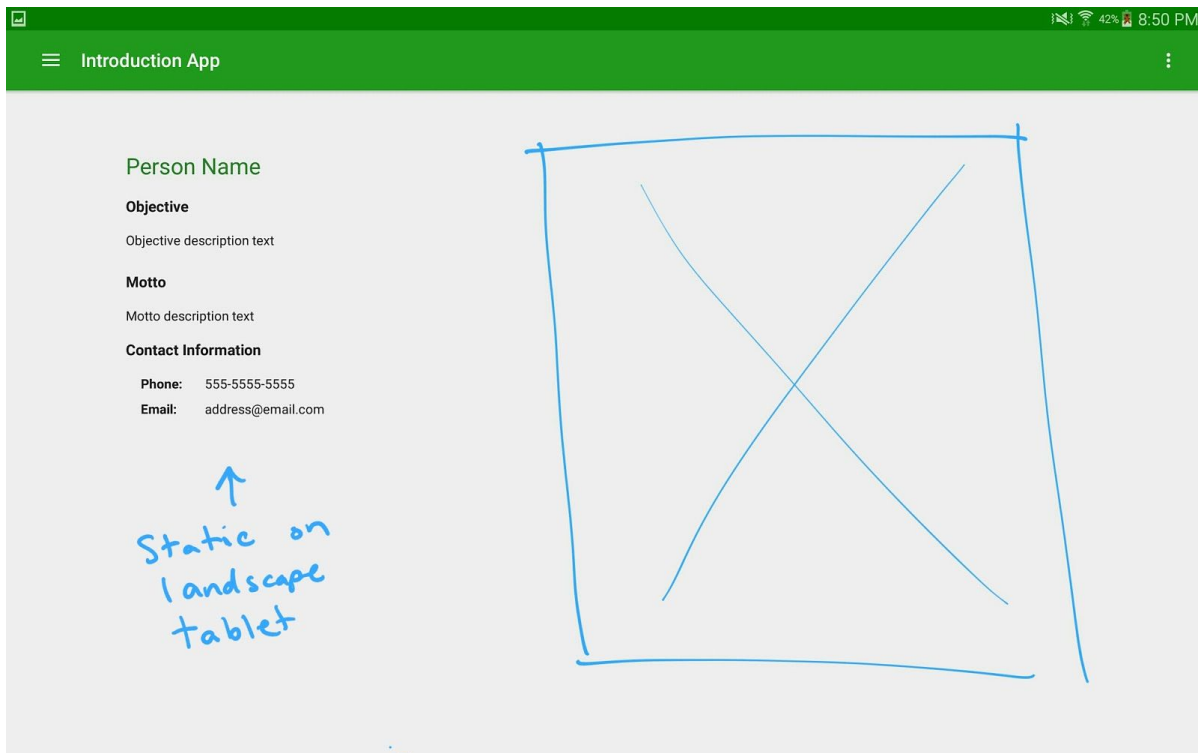 42% 8:50 PM
Introduction App
Person Name
Objective
Objective description text
Motto
Motto description text
Contact Information
Phone: 555-5555-5555
Email: address@email.com
Static on
landscape
tablet